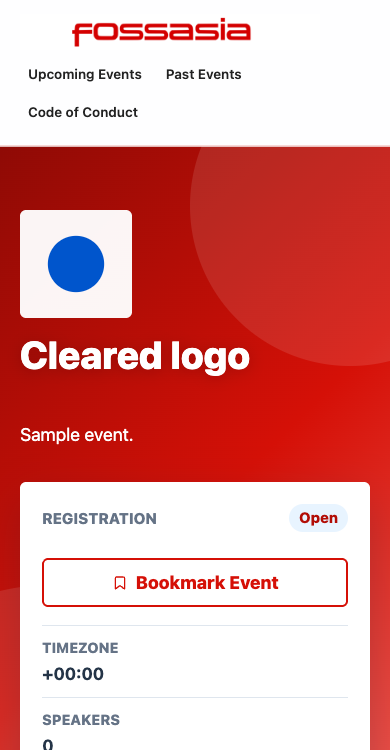 fossasia
Upcoming Events
Past Events
Code of Conduct
Cleared logo
Sample event.
REGISTRATION
Open
Bookmark Event
TIMEZONE
+00:00
SPEAKERS
0